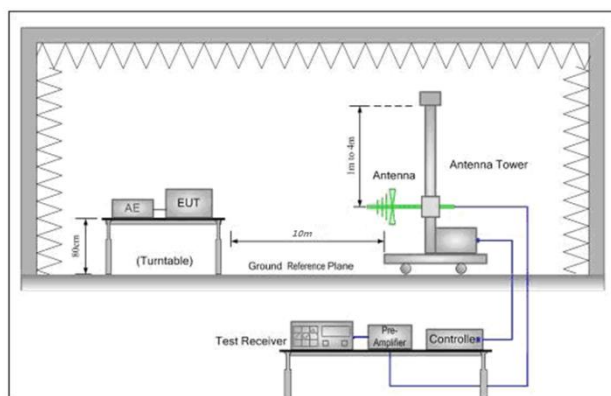 1m to 4m
Antenna
Antenna Tower
AE
EUT
80cm
(Turntable)
10m
Ground Reference Plane
Test Receiver
Pre-
Amplifier
Controller